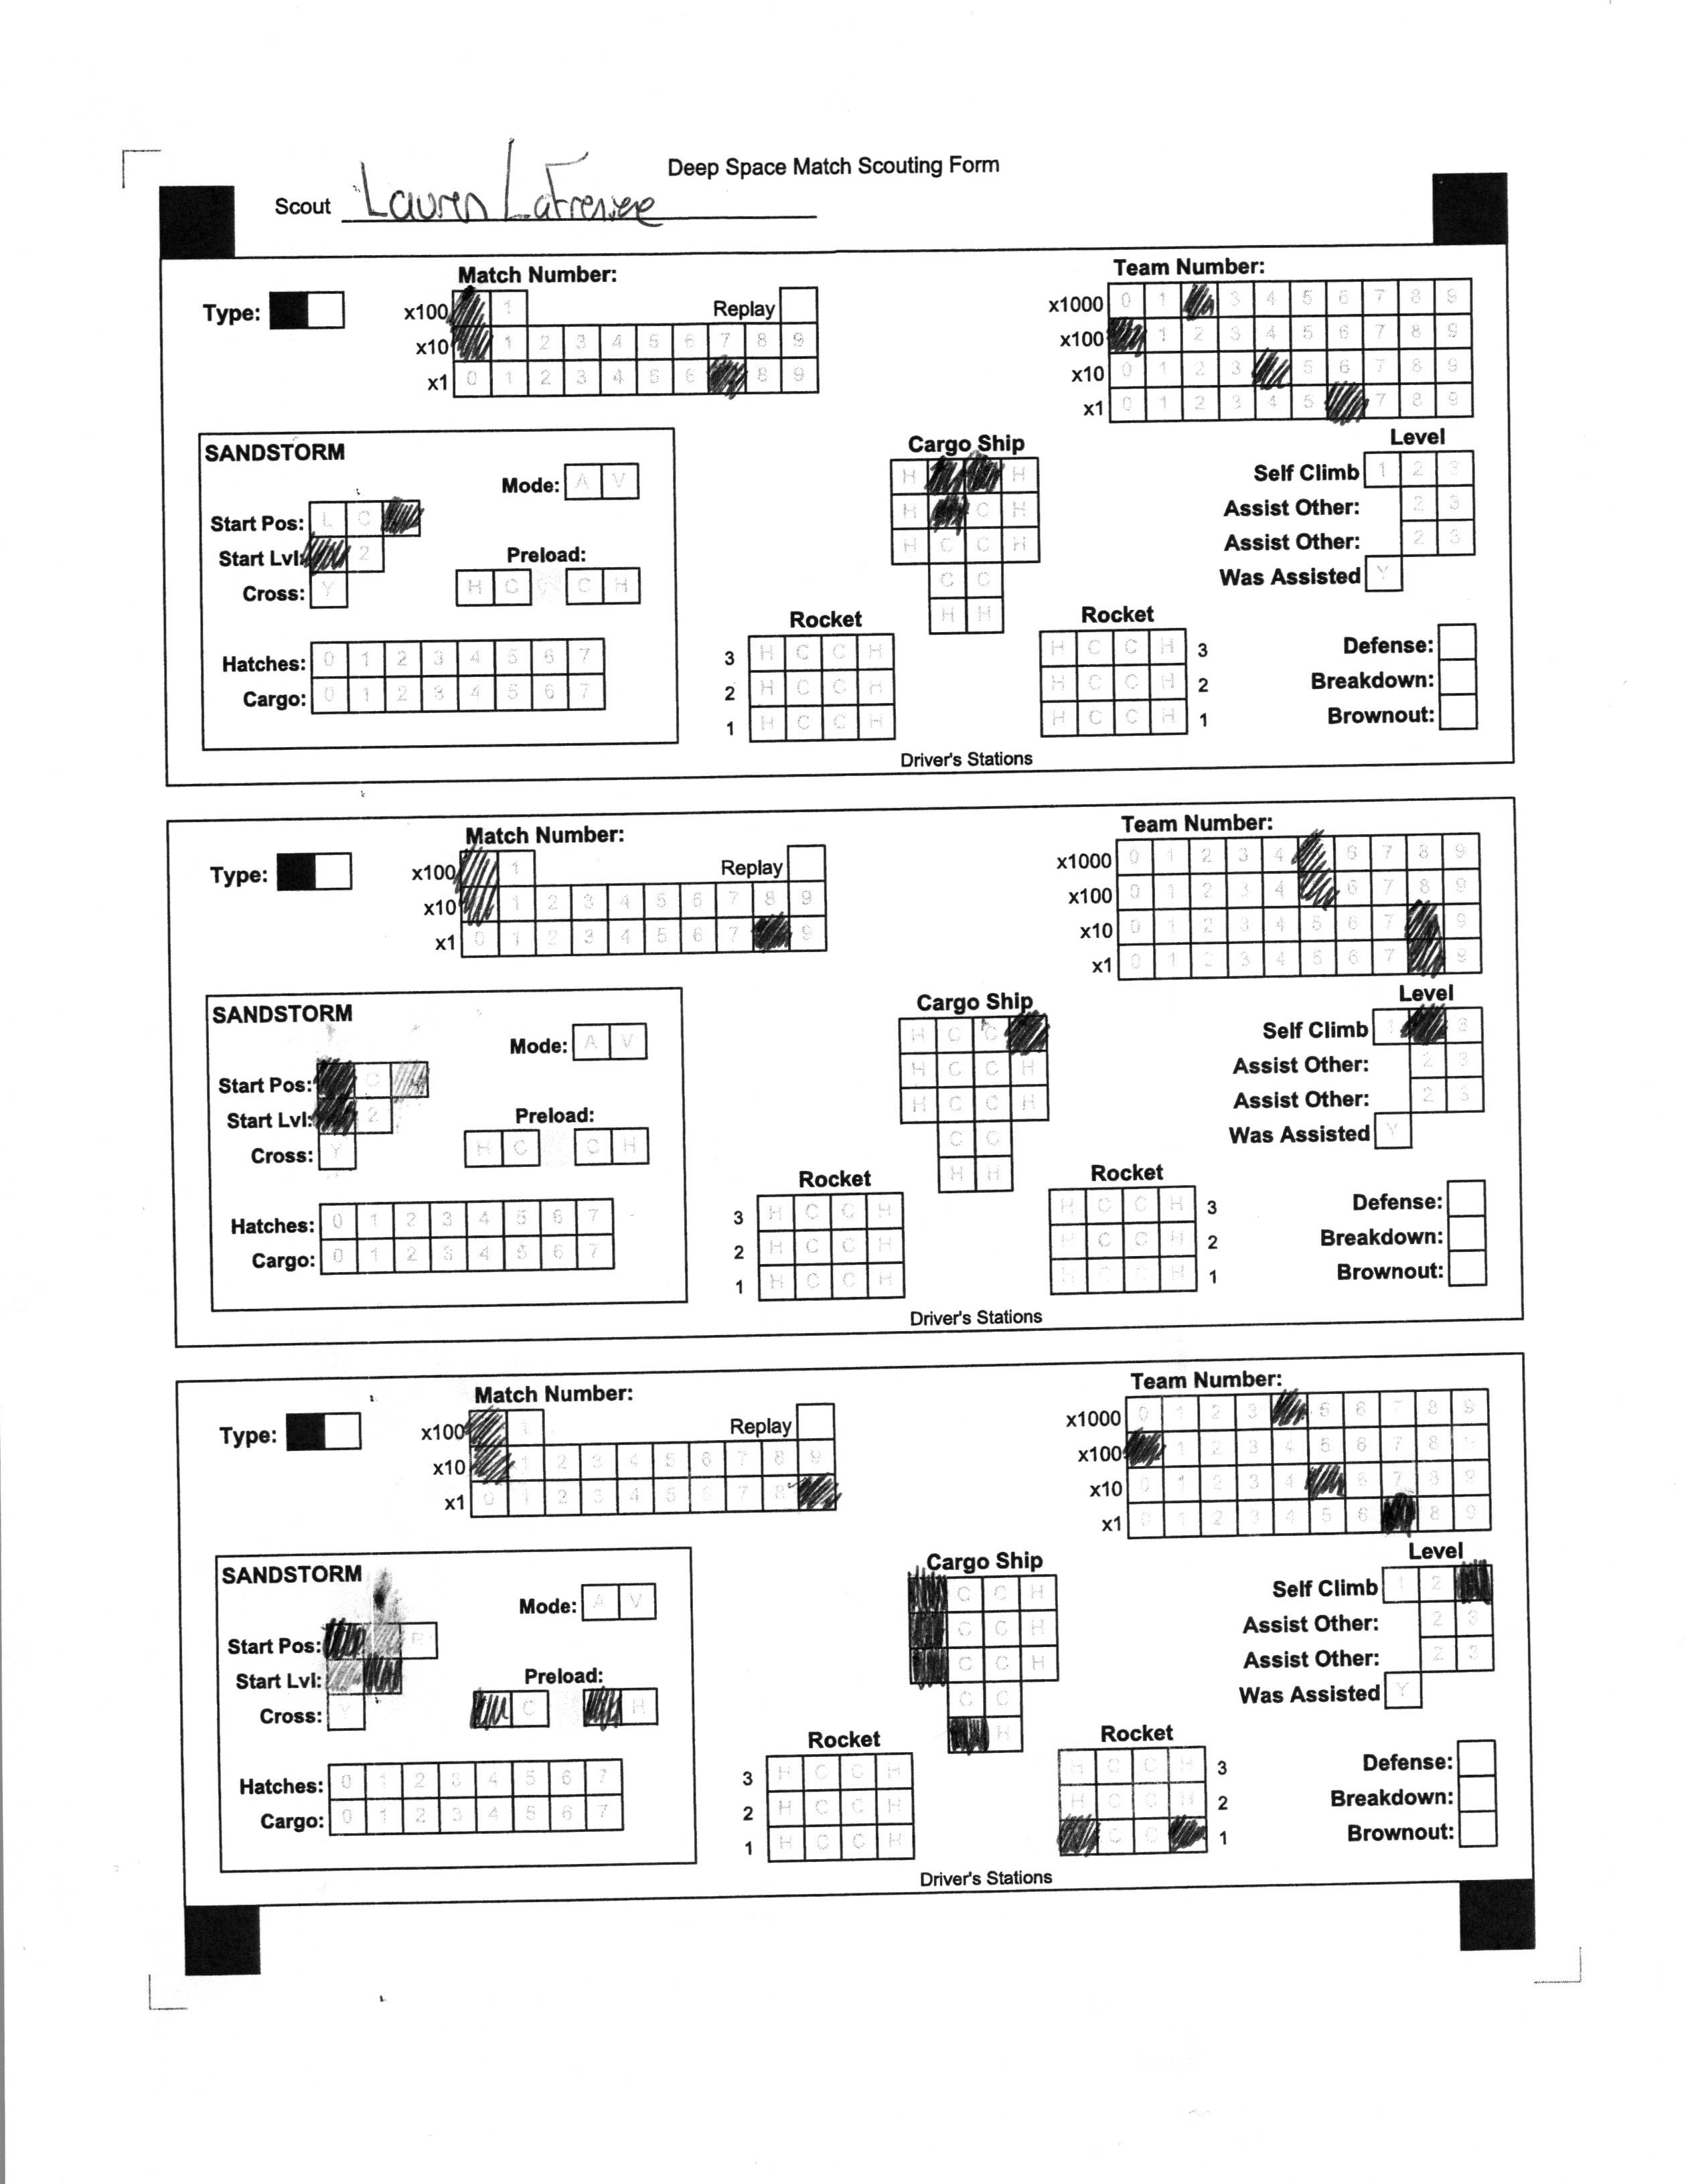 Deep Space Match Scouting Form
Scout Lauren
Match Number:
Team Number:
Type:
x100 1 Replay
x10 1 2 3 4 5 6 7 8 9
x1 0 1 2 3 4 5 6 8 9
x1000 0 1 3 4 5 6 7 8 9
x100 1 2 3 4 5 6 7 8 9
x10 0 1 2 3 5 6 7 8 9
x1 0 1 2 3 4 5 7 8 9
SANDSTORM
Mode: A V
Start Pos: L C
Start Lvl: 2
Preload:
Cross: Y H C C H
Hatches: 0 1 2 3 4 5 6 7
Cargo: 0 1 2 3 4 5 6 7
Cargo Ship
H H
H C H
H C C H
C C
H H
Rocket
3 H C C H
2 H C C H
1 H C C H
Rocket
H C C H 3
H C C H 2
H C C H 1
Driver's Stations
Level
Self Climb 1 2 3
Assist Other: 2 3
Assist Other: 2 3
Was Assisted Y
Defense:
Breakdown:
Brownout:
Match Number:
Team Number:
Type:
x100 1 Replay
x10 1 2 3 4 5 6 7 8 9
x1 0 1 2 3 4 5 6 7 9
x1000 0 1 2 3 4 6 7 8 9
x100 0 1 2 3 4 6 7 8 9
x10 0 1 2 3 4 5 6 7 9
x1 0 1 2 3 4 5 6 7 9
SANDSTORM
Mode: A V
Start Pos: C
Start Lvl: 2
Preload:
Cross: Y H C C H
Hatches: 0 1 2 3 4 5 6 7
Cargo: 0 1 2 3 4 5 6 7
Cargo Ship
H C C
H C C H
H C C H
C C
H H
Rocket
3 H C C H
2 H C C H
1 H C C H
Rocket
H C C H 3
H C C H 2
H C C H 1
Driver's Stations
Level
Self Climb 1 3
Assist Other: 2 3
Assist Other: 2 3
Was Assisted Y
Defense:
Breakdown:
Brownout:
Match Number:
Team Number:
Type:
x100 1 Replay
x10 1 2 3 4 5 6 7 8 9
x1 0 1 2 3 4 5 6 7 8
x1000 0 1 2 3 5 6 7 8 9
x100 1 2 3 4 5 6 7 8 9
x10 0 1 2 3 4 6 7 8 9
x1 0 1 2 3 4 5 6 8 9
SANDSTORM
Mode: A V
Start Pos: R
Start Lvl:
Preload:
Cross: Y C H
Hatches: 0 1 2 3 4 5 6 7
Cargo: 0 1 2 3 4 5 6 7
Cargo Ship
C C H
C C H
C C H
C C
H
Rocket
3 H C C H
2 H C C H
1 H C C H
Rocket
H C C H 3
H C C H 2
C C 1
Driver's Stations
Level
Self Climb 1 2
Assist Other: 2 3
Assist Other: 2 3
Was Assisted Y
Defense:
Breakdown:
Brownout: